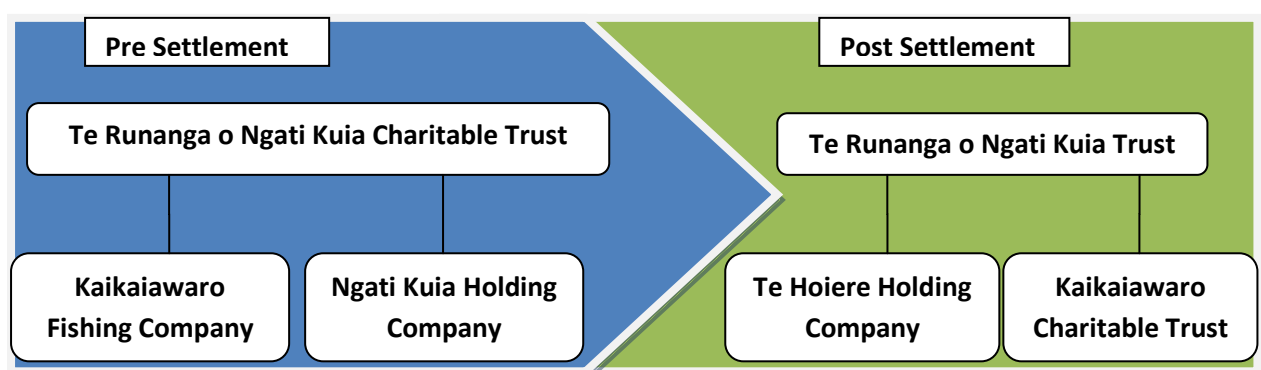 Pre Settlement
Te Runanga o Ngati Kuia Charitable Trust
Kaikaiawaro
Fishing Company
Ngati Kuia Holding
Company
Post Settlement
Te Runanga o Ngati Kuia Trust
Te Hoiere Holding
Company
Kaikaiawaro
Charitable Trust